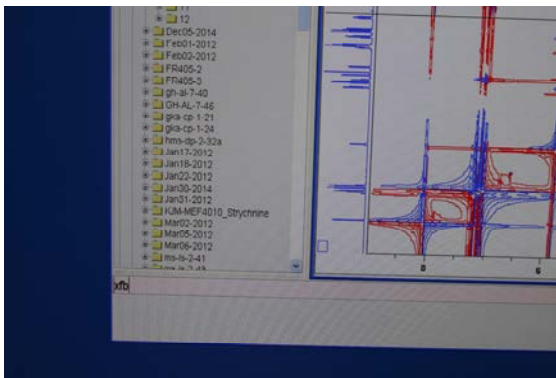 12
Dec05-2014
Feb01-2012
Feb02-2012
FR405-2
FR405-3
gh-al-7-40
GH-AL-7-46
gka-cp-1-21
gka-cp-1-24
hms-dp-2-32a
Jan17-2012
Jan18-2012
Jan22-2012
Jan30-2014
Jan31-2012
KJM-MEF4010_Strychnine
Mar02-2012
Mar05-2012
Mar06-2012
ms-ls-2-41
xfb
8
6